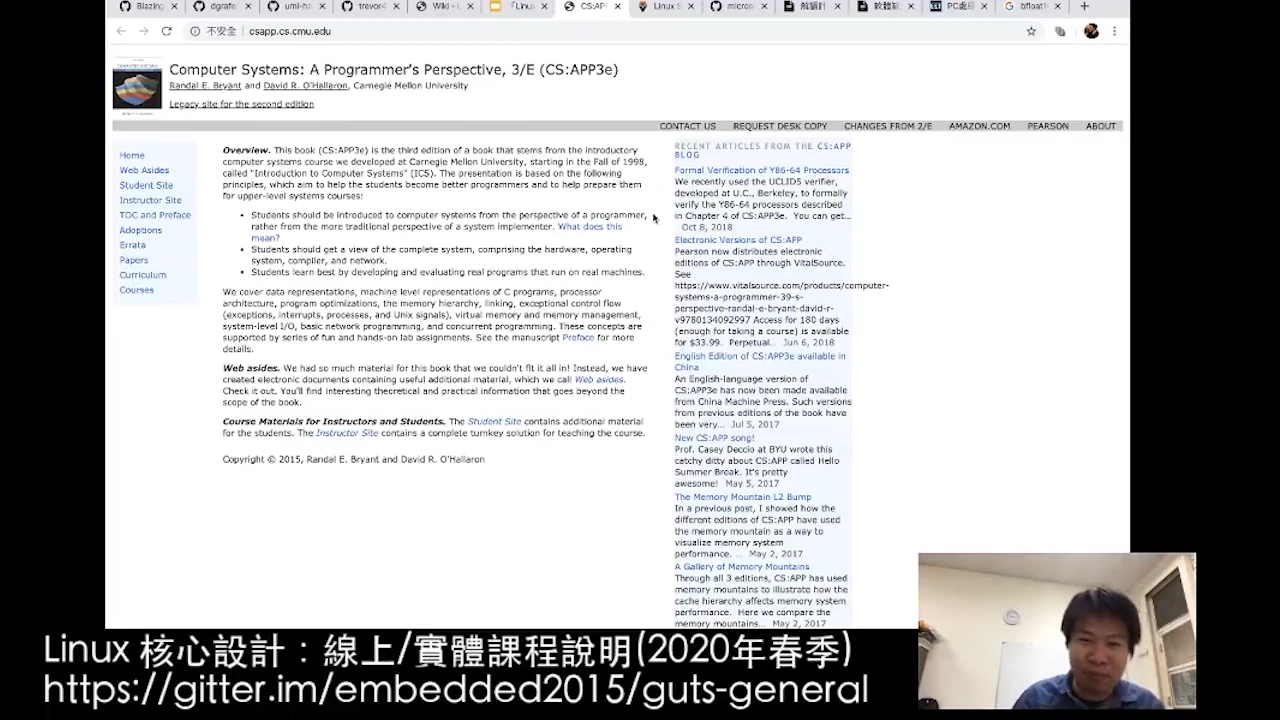 Blazing
dgrafe
umi-ha
trevor4
Wiki - L
「Linu
CS:APP
Linux S
micros
解讀計
軟體缺
PC處理
bfloat1
不安全 csapp.cs.cmu.edu
Computer Systems: A Programmer's Perspective, 3/E (CS:APP3e)
Randal E. Bryant and David R. O'Hallaron, Carnegie Mellon University
Legacy site for the second edition
CONTACT US REQUEST DESK COPY CHANGES FROM 2/E AMAZON.COM PEARSON ABOUT
Home
Web Asides
Student Site
Instructor Site
TOC and Preface
Adoptions
Errata
Papers
Curriculum
Courses
Overview. This book (CS:APP3e) is the third edition of a book that stems from the introductory
computer systems course we developed at Carnegie Mellon University, starting in the Fall of 1998,
called "Introduction to Computer Systems" (ICS). The presentation is based on the following
principles, which aim to help the students become better programmers and to help prepare them
for upper-level systems courses:
• Students should be introduced to computer systems from the perspective of a programmer,
rather from the more traditional perspective of a system implementer. What does this
mean?
• Students should get a view of the complete system, comprising the hardware, operating
system, compiler, and network.
• Students learn best by developing and evaluating real programs that run on real machines.
We cover data representations, machine level representations of C programs, processor
architecture, program optimizations, the memory hierarchy, linking, exceptional control flow
(exceptions, interrupts, processes, and Unix signals), virtual memory and memory management,
system-level I/O, basic network programming, and concurrent programming. These concepts are
supported by series of fun and hands-on lab assignments. See the manuscript Preface for more
details.
Web asides. We had so much material for this book that we couldn't fit it all in! Instead, we have
created electronic documents containing useful additional material, which we call Web asides.
Check it out. You'll find interesting theoretical and practical information that goes beyond the
scope of the book.
Course Materials for Instructors and Students. The Student Site contains additional material
for the students. The Instructor Site contains a complete turnkey solution for teaching the course.
Copyright © 2015, Randal E. Bryant and David R. O'Hallaron
RECENT ARTICLES FROM THE CS:APP
BLOG
Formal Verification of Y86-64 Processors
We recently used the UCLID5 verifier,
developed at U.C., Berkeley, to formally
verify the Y86-64 processors described
in Chapter 4 of CS:APP3e. You can get...
Oct 8, 2018
Electronic Versions of CS:APP
Pearson now distributes electronic
editions of CS:APP through VitalSource.
See
https://www.vitalsource.com/products/computer-
systems-a-programmer-39-s-
perspective-randal-e-bryant-david-r-
v9780134092997 Access for 180 days
(enough for taking a course) is available
for $33.99. Perpetual... Jun 6, 2018
English Edition of CS:APP3e available in
China
An English-language version of
CS:APP3e has now been made available
from China Machine Press. Such versions
from previous editions of the book have
been very... Jul 5, 2017
New CS:APP song!
Prof. Casey Deccio at BYU wrote this
catchy ditty about CS:APP called Hello
Summer Break. It's pretty
awesome! May 5, 2017
The Memory Mountain L2 Bump
In a previous post, I showed how the
different editions of CS:APP have used
the memory mountain as a way to
visualize memory system
performance. ... May 2, 2017
A Gallery of Memory Mountains
Through all 3 editions, CS:APP has used
memory mountains to illustrate how the
cache hierarchy affects memory system
performance. Here we compare the
memory mountains... May 2, 2017
Linux 核心設計：線上/實體課程說明(2020年春季)
https://gitter.im/embedded2015/guts-general